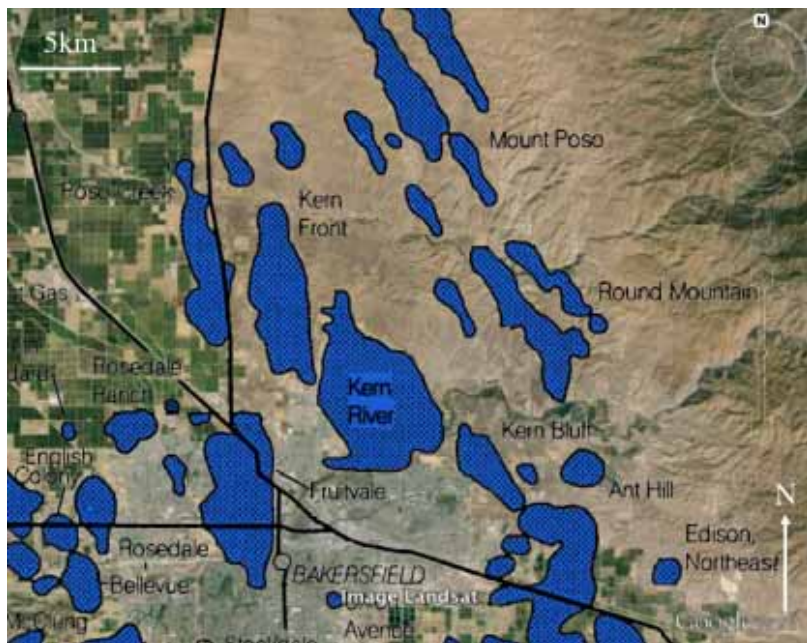 5km
N
Mount Poso
Poso Creek
Kern
Front
Gas
Round Mountain
Rosedale
Ranch
Kern
River
Kern Bluff
English
Colony
Fruitvale
Ant Hill
N
Rosedale
Edison,
Northeast
Bellevue
BAKERSFIELD
Image Landsat
Google
Avenue